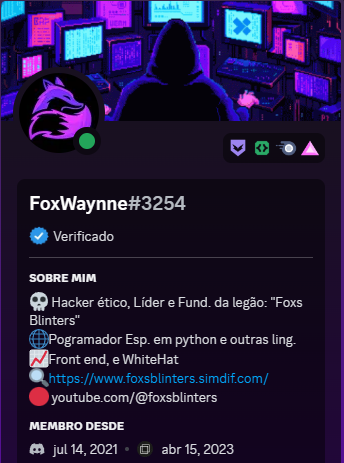 FoxWaynne#3254
Verificado
SOBRE MIM
Hacker ético, Líder e Fund. da legão: "Foxs
Blinters"
Pogramador Esp. em python e outras ling.
Front end, e WhiteHat
https://www.foxsblinters.simdif.com/
youtube.com/@foxsblinters
MEMBRO DESDE
jul 14, 2021 • abr 15, 2023